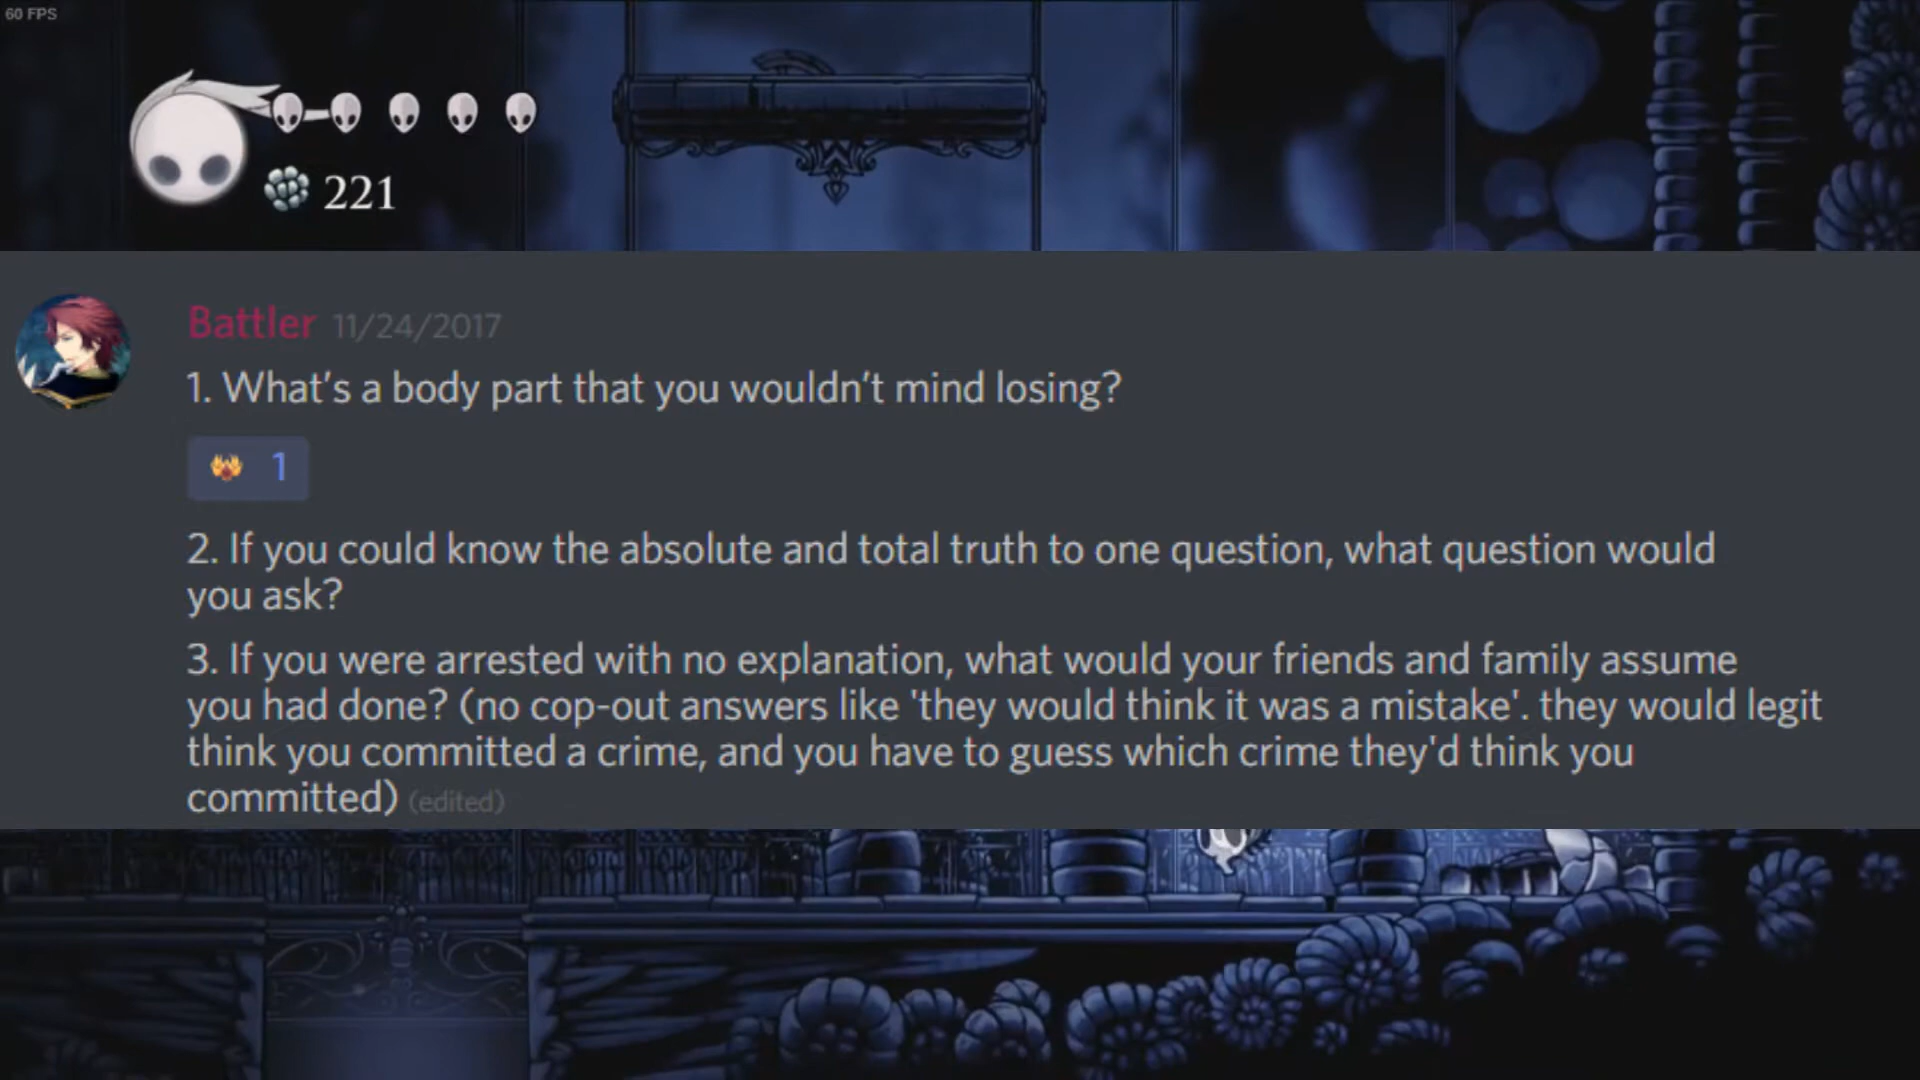 60 FPS
221
Battler 11/24/2017
1. What's a body part that you wouldn't mind losing?
1
2. If you could know the absolute and total truth to one question, what question would
you ask?
3. If you were arrested with no explanation, what would your friends and family assume
you had done? (no cop-out answers like 'they would think it was a mistake'. they would legit
think you committed a crime, and you have to guess which crime they'd think you
committed) (edited)